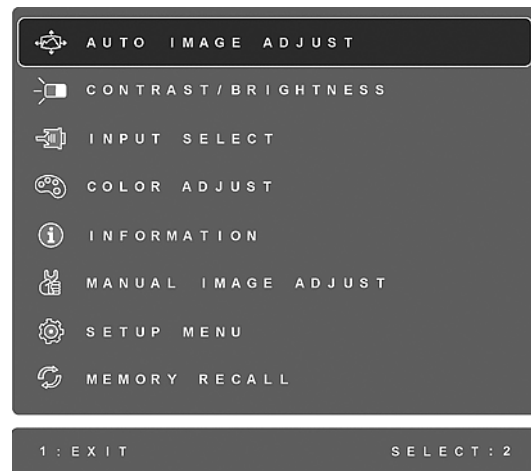 AUTO IMAGE ADJUST
CONTRAST/BRIGHTNESS
INPUT SELECT
COLOR ADJUST
INFORMATION
MANUAL IMAGE ADJUST
SETUP MENU
MEMORY RECALL
1:EXIT SELECT:2